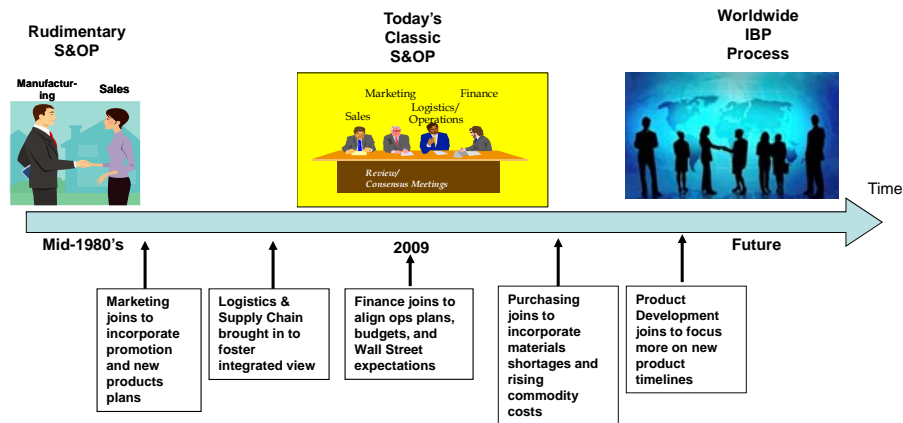 Rudimentary
S&OP
Manufactur-
ing
Sales
Today's
Classic
S&OP
Marketing
Finance
Logistics/
Operations
Sales
Review/
Consensus Meetings
Worldwide
IBP
Process
Time
Mid-1980's
2009
Future
Marketing
joins to
incorporate
promotion
and new
products
plans
Logistics &
Supply Chain
brought in to
foster
integrated view
Finance joins to
align ops plans,
budgets, and
Wall Street
expectations
Purchasing
joins to
incorporate
materials
shortages and
rising
commodity
costs
Product
Development
joins to focus
more on new
product
timelines